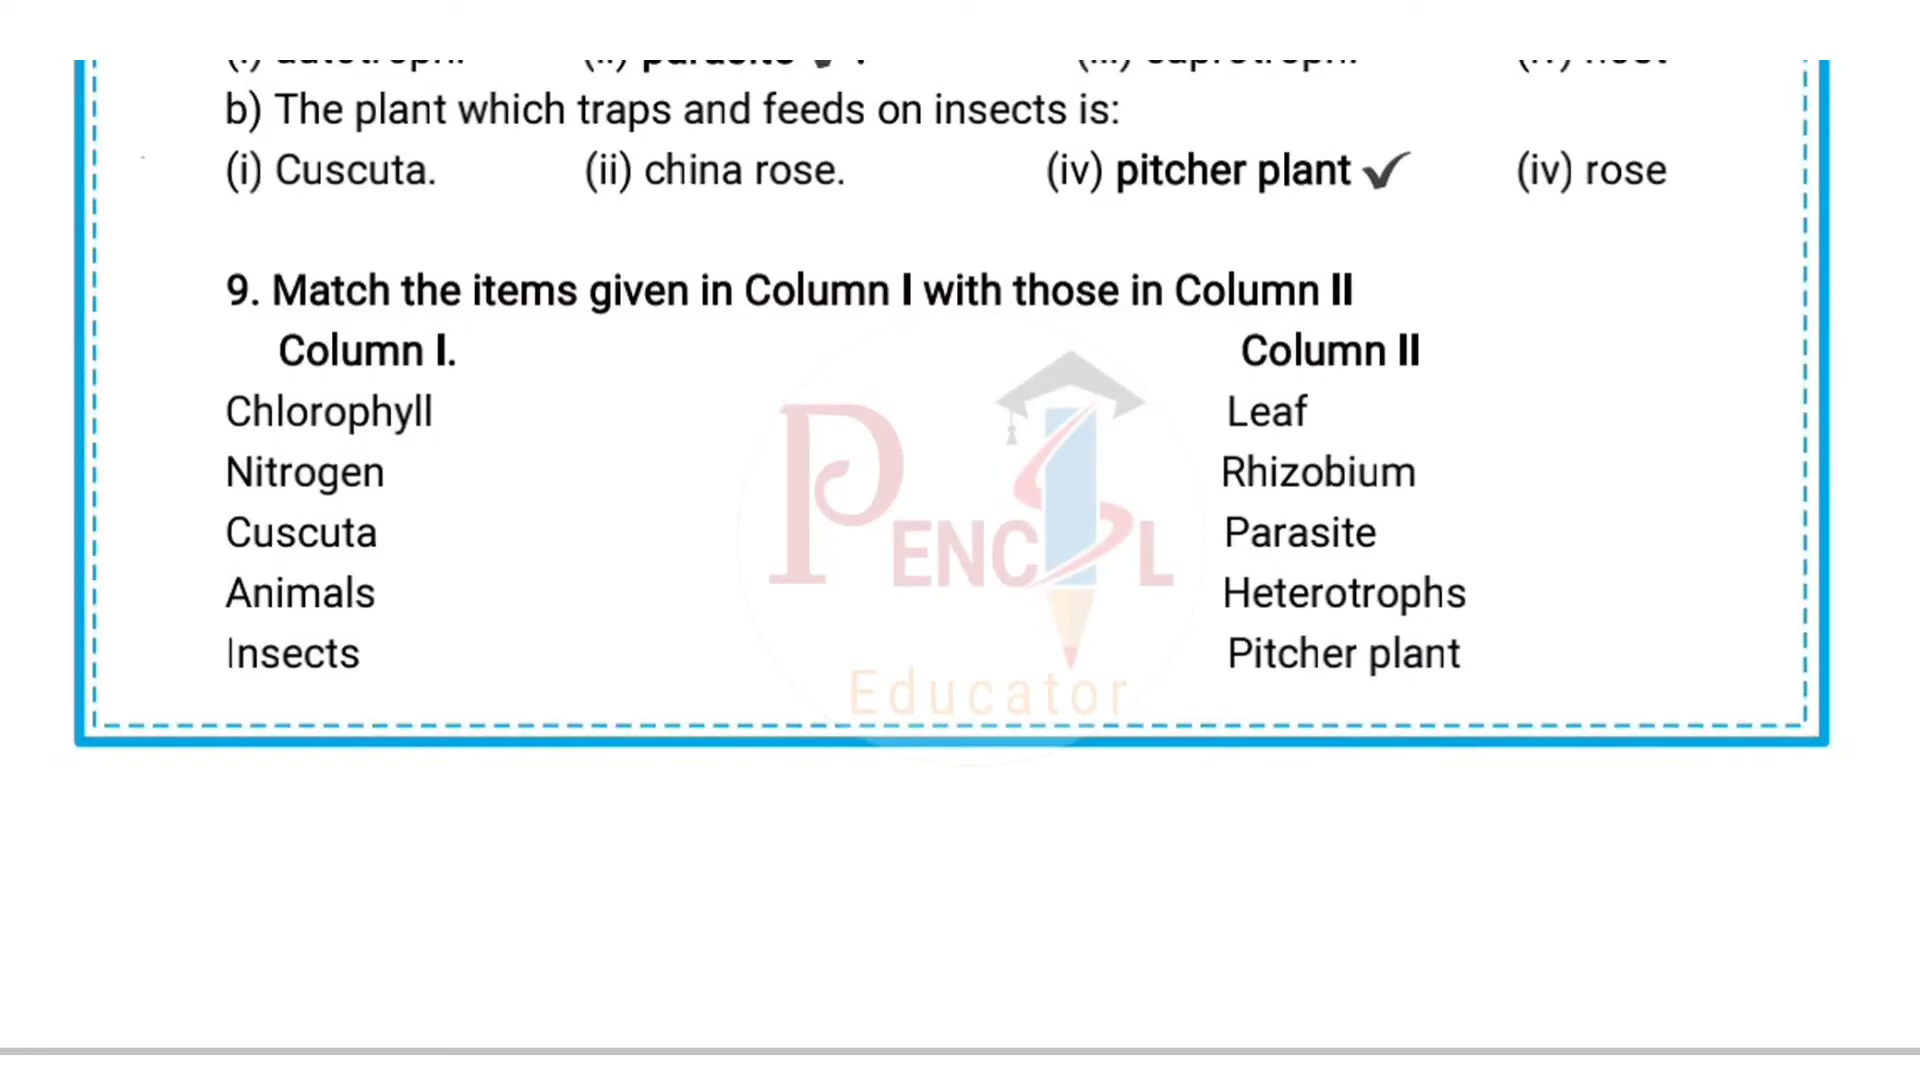 b) The plant which traps and feeds on insects is:
(i) Cuscuta. (ii) china rose. (iv) pitcher plant ✓ (iv) rose
9. Match the items given in Column I with those in Column II
Column I. Column II
Chlorophyll Leaf
Nitrogen Rhizobium
Cuscuta Parasite
Animals Heterotrophs
Insects Pitcher plant
PENCIL
Educator